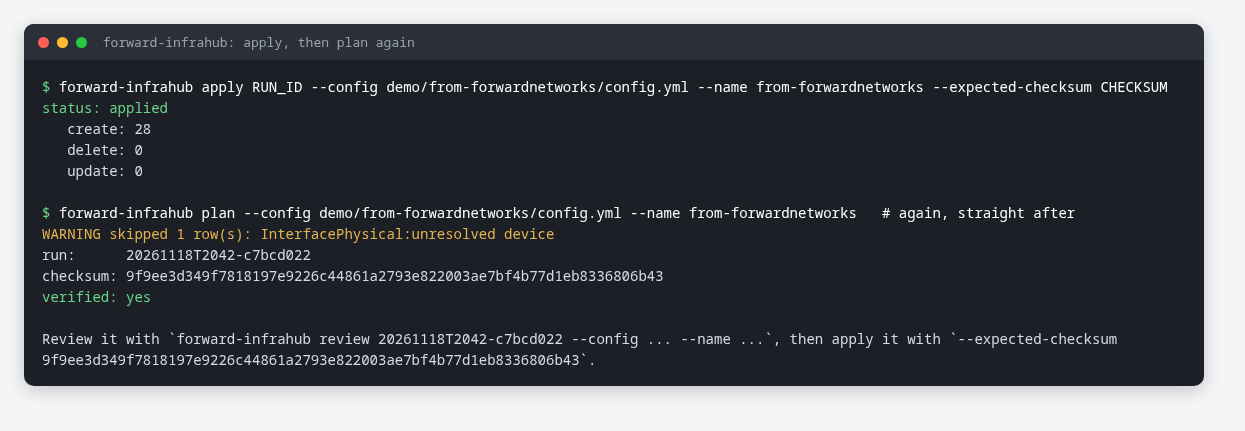 forward-infrahub: apply, then plan again
$ forward-infrahub apply RUN_ID --config demo/from-forwardnetworks/config.yml --name from-forwardnetworks --expected-checksum CHECKSUM
status: applied
create: 28
delete: 0
update: 0
$ forward-infrahub plan --config demo/from-forwardnetworks/config.yml --name from-forwardnetworks   # again, straight after
WARNING skipped 1 row(s): InterfacePhysical:unresolved device
run:      20261118T2042-c7bcd022
checksum: 9f9ee3d349f7818197e9226c44861a2793e822003ae7bf4b77d1eb8336806b43
verified: yes
Review it with `forward-infrahub review 20261118T2042-c7bcd022 --config ... --name ...`, then apply it with `--expected-checksum
9f9ee3d349f7818197e9226c44861a2793e822003ae7bf4b77d1eb8336806b43`.